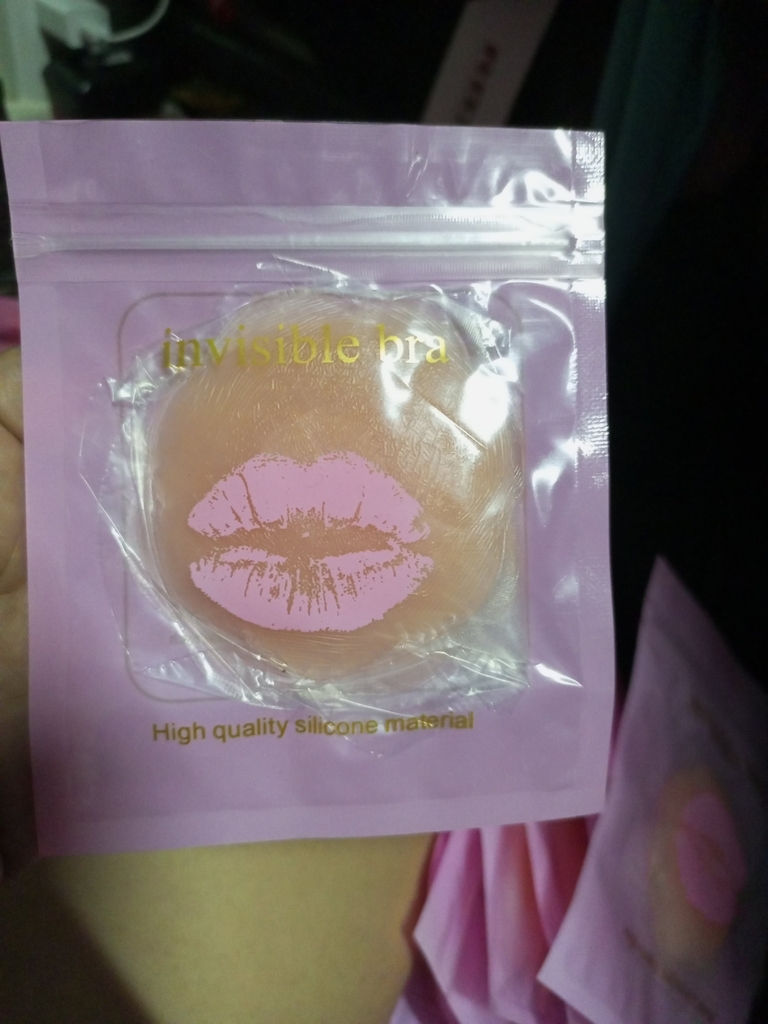 invisible bra
High quality silicone material